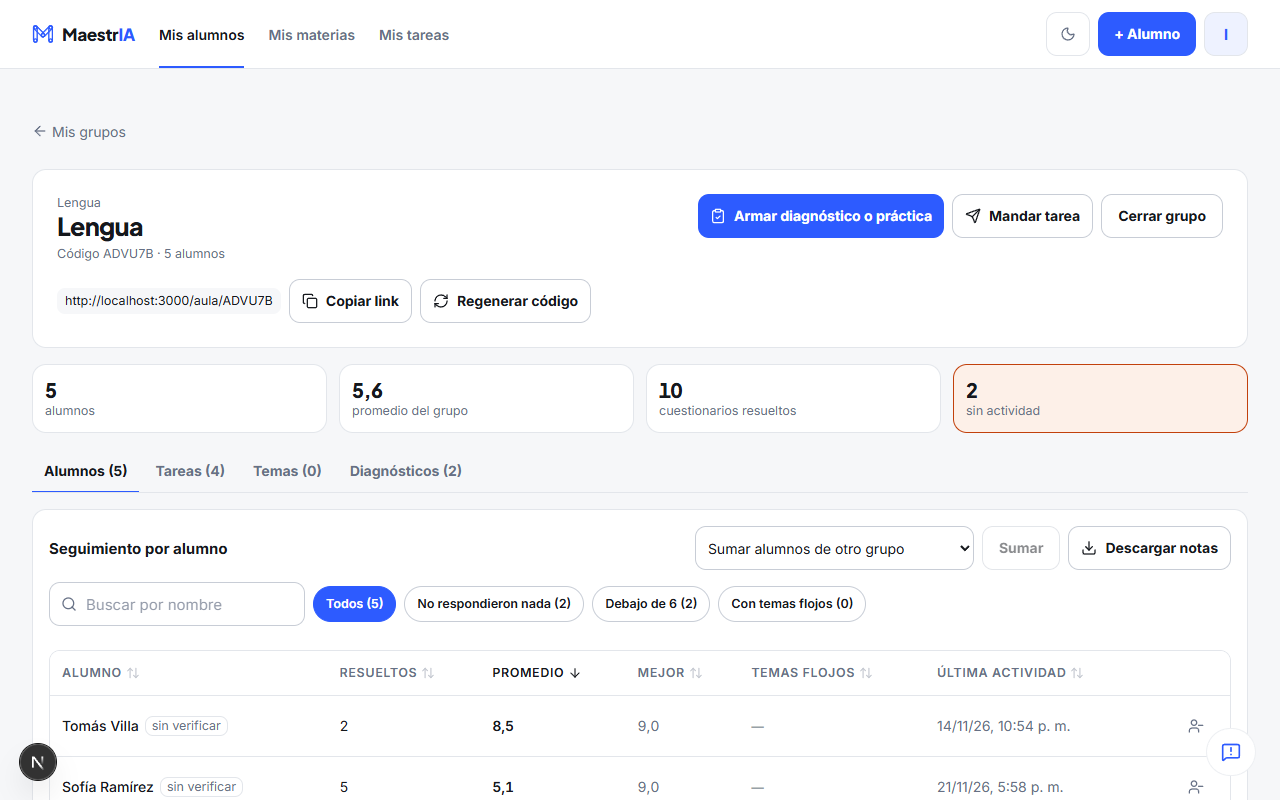 MaestrIA Mis alumnos Mis materias Mis tareas + Alumno I
← Mis grupos
Lengua
Lengua
Código ADVU7B · 5 alumnos
Armar diagnóstico o práctica Mandar tarea Cerrar grupo
http://localhost:3000/aula/ADVU7B Copiar link Regenerar código
5
alumnos
5,6
promedio del grupo
10
cuestionarios resueltos
2
sin actividad
Alumnos (5) Tareas (4) Temas (0) Diagnósticos (2)
Seguimiento por alumno Sumar alumnos de otro grupo Sumar Descargar notas
Buscar por nombre Todos (5) No respondieron nada (2) Debajo de 6 (2) Con temas flojos (0)
ALUMNO RESUELTOS PROMEDIO ↓ MEJOR TEMAS FLOJOS ÚLTIMA ACTIVIDAD
Tomás Villa sin verificar 2 8,5 9,0 — 14/11/26, 10:54 p. m.
N
Sofía Ramírez sin verificar 5 5,1 9,0 — 21/11/26, 5:58 p. m.